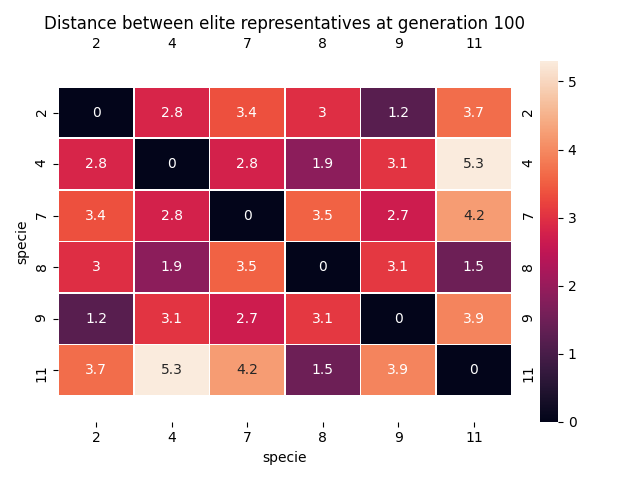 Distance between elite representatives at generation 100
2 4 7 8 9 11
2 0 2.8 3.4 3 1.2 3.7 2
4 2.8 0 2.8 1.9 3.1 5.3 4
7 3.4 2.8 0 3.5 2.7 4.2 7
8 3 1.9 3.5 0 3.1 1.5 8
9 1.2 3.1 2.7 3.1 0 3.9 9
11 3.7 5.3 4.2 1.5 3.9 0 11
2 4 7 8 9 11
specie
specie
5
4
3
2
1
0